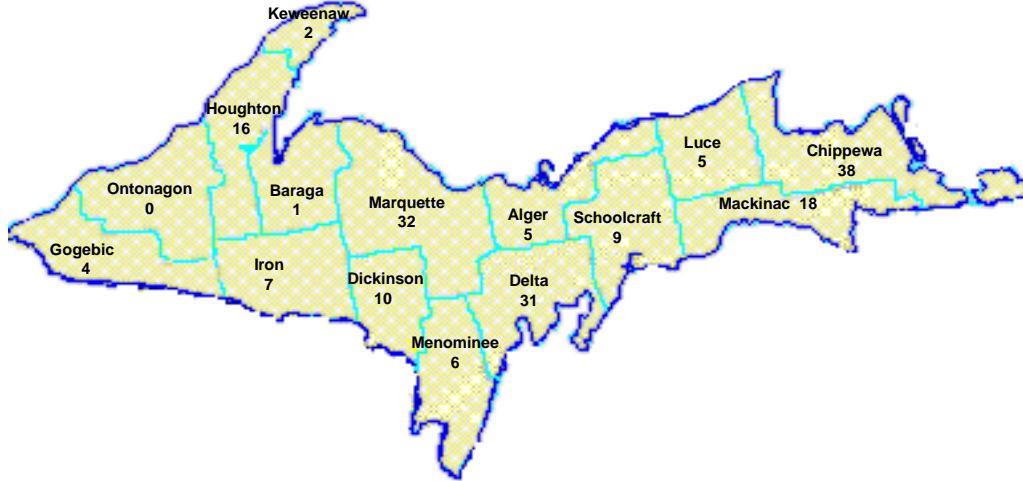 Keweenaw
2
Houghton
16
Luce
5
Chippewa
38
Ontonagon
0
Baraga
1
Marquette
32
Alger
5
Schoolcraft
9
Mackinac 18
Gogebic
4
Iron
7
Dickinson
10
Delta
31
Menominee
6